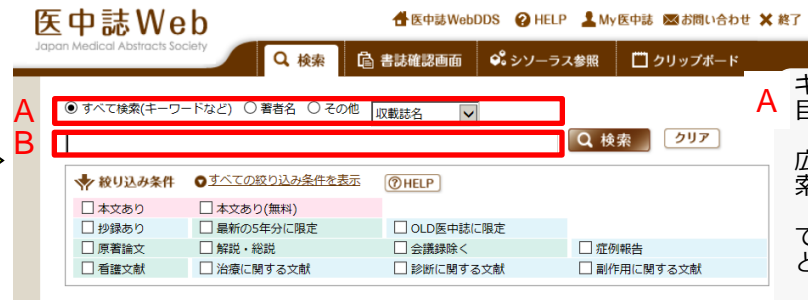 医中誌Web
Japan Medical Abstracts Society
医中誌WebDDS HELP My医中誌 お問い合わせ 終了
検索 書誌確認画面 シソーラス参照 クリップボード
A すべて検索(キーワードなど) 著者名 その他 収載誌名
B 検索 クリア
絞り込み条件 すべての絞り込み条件を表示 HELP
本文あり 本文あり(無料)
抄録あり 最新の5年分に限定 OLD医中誌に限定
原著論文 解説・総説 会議録除く 症例報告
看護文献 治療に関する文献 診断に関する文献 副作用に関する文献
A キ
目
広
索
て
と